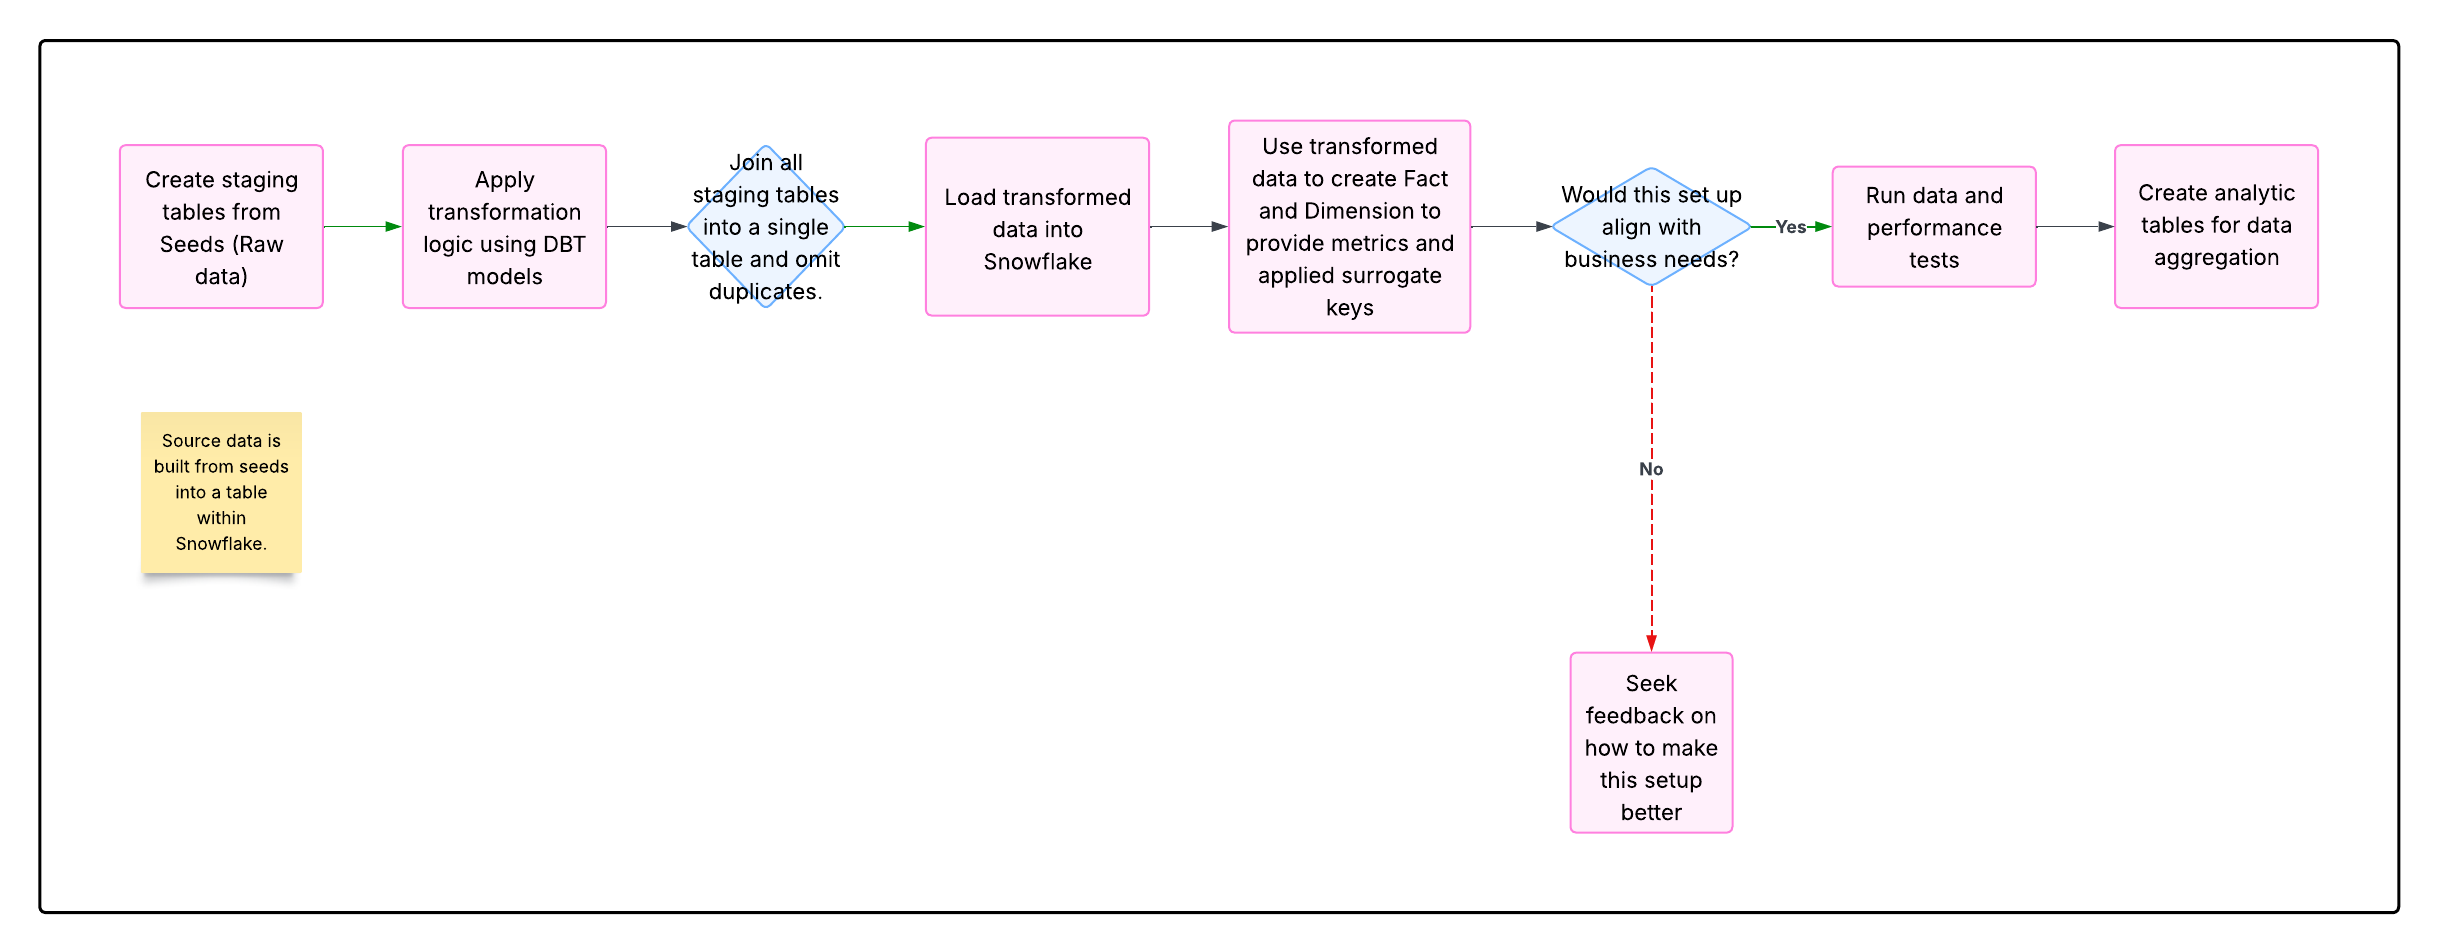 Create staging
tables from
Seeds (Raw
data)
Apply
transformation
logic using DBT
models
Join all
staging tables
into a single
table and omit
duplicates.
Load transformed
data into
Snowflake
Use transformed
data to create Fact
and Dimension to
provide metrics and
applied surrogate
keys
Would this set up
align with
business needs?
Yes
Run data and
performance
tests
Create analytic
tables for data
aggregation
Source data is
built from seeds
into a table
within
Snowflake.
No
Seek
feedback on
how to make
this setup
better